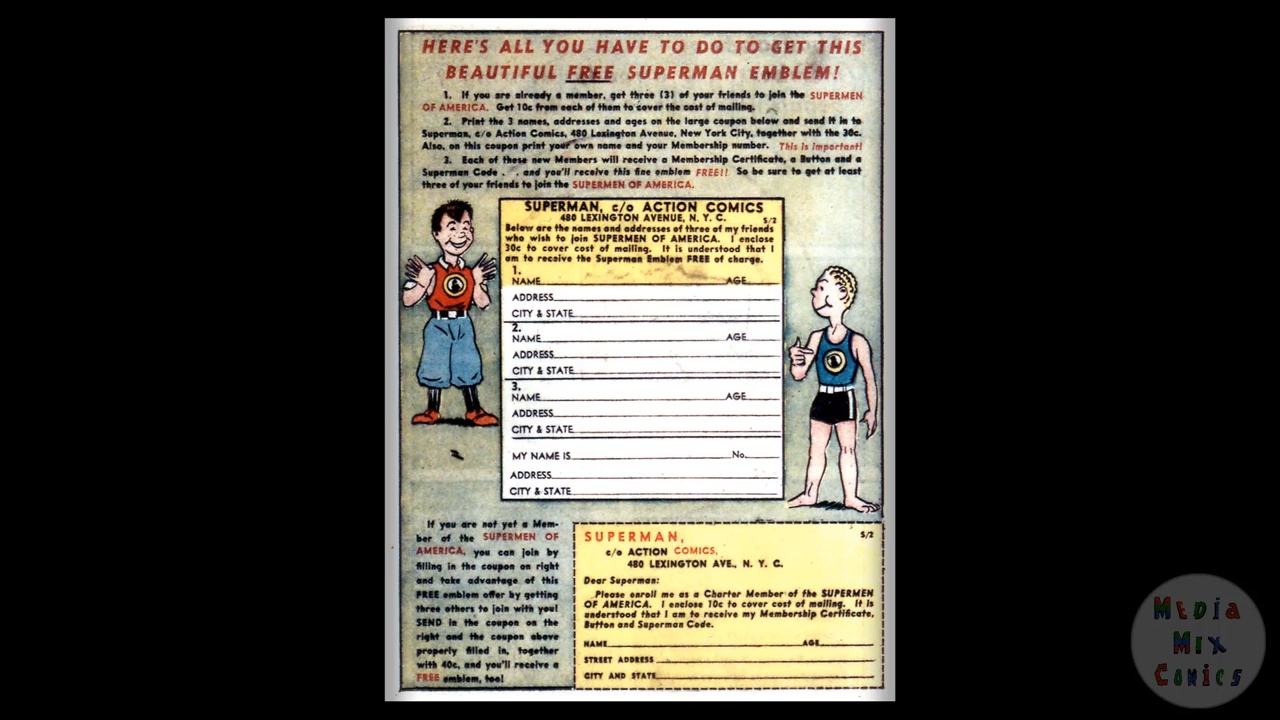 HERE'S ALL YOU HAVE TO DO TO GET THIS
BEAUTIFUL FREE SUPERMAN EMBLEM!
1. If you are already a member, get three (3) of your friends to join the SUPERMEN
OF AMERICA. Get 10c from each of them to cover the cost of mailing.
2. Print the 3 names, addresses and ages on the large coupon below and send it in to
Superman, c/o Action Comics, 480 Lexington Avenue, New York City, together with the 30c.
Also, on this coupon print your own name and your Membership number. This is important!
3. Each of these new Members will receive a Membership Certificate, a Button and a
Superman Code . . and you'll receive this fine emblem FREE!! So be sure to get at least
three of your friends to join the SUPERMEN OF AMERICA.
SUPERMAN, c/o ACTION COMICS
480 LEXINGTON AVENUE, N. Y. C. S/2
Below are the names and addresses of three of my friends
who wish to join SUPERMEN OF AMERICA. I enclose
30c to cover cost of mailing. It is understood that I
am to receive the Superman Emblem FREE of charge.
1.
NAME AGE
ADDRESS
CITY & STATE
2.
NAME AGE
ADDRESS
CITY & STATE
3.
NAME AGE
ADDRESS
CITY & STATE
MY NAME IS No.
ADDRESS
CITY & STATE
If you are not yet a Mem-
ber of the SUPERMEN OF
AMERICA, you can join by
filling in the coupon on right
and take advantage of this
FREE emblem offer by getting
three others to join with you!
SEND in the coupon on the
right and the coupon above
properly filled in, together
with 40c, and you'll receive a
FREE emblem, too!
SUPERMAN, S/2
c/o ACTION COMICS,
480 LEXINGTON AVE., N. Y. C.
Dear Superman:
Please enroll me as a Charter Member of the SUPERMEN
OF AMERICA. I enclose 10c to cover cost of mailing. It is
understood that I am to receive my Membership Certificate,
Button and Superman Code.
NAME AGE
STREET ADDRESS
CITY AND STATE
MEDIA
MIX
COMICS